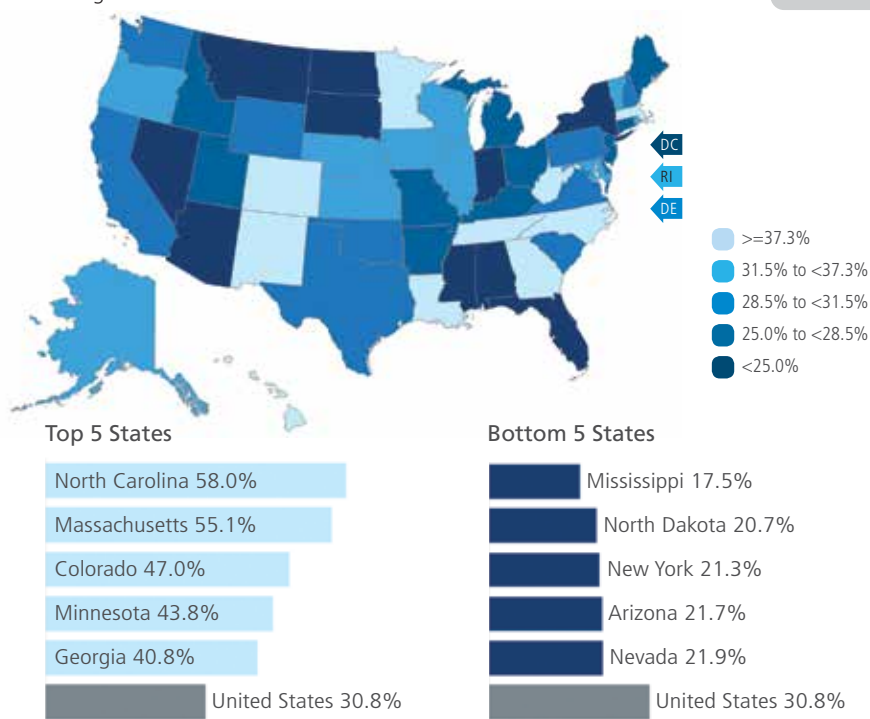 DC
RI
DE
>=37.3%
31.5% to <37.3%
28.5% to <31.5%
25.0% to <28.5%
<25.0%
Top 5 States
North Carolina 58.0%
Massachusetts 55.1%
Colorado 47.0%
Minnesota 43.8%
Georgia 40.8%
United States 30.8%
Bottom 5 States
Mississippi 17.5%
North Dakota 20.7%
New York 21.3%
Arizona 21.7%
Nevada 21.9%
United States 30.8%